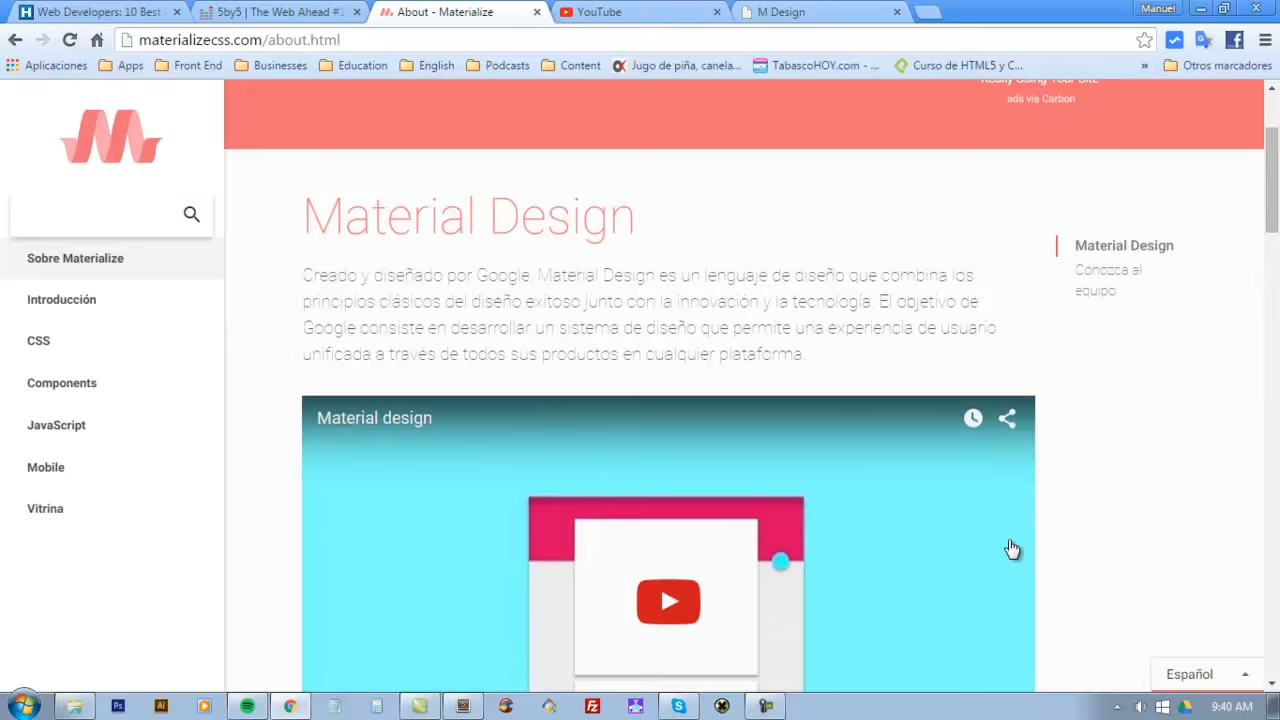 Web Developers: 10 Best
5by5 | The Web Ahead #1
About - Materialize
YouTube
M Design
Manuel
materializecss.com/about.html
Aplicaciones
Apps
Front End
Businesses
Education
English
Podcasts
Content
Jugo de piña, canela...
TabascoHOY.com - ...
Curso de HTML5 y C...
»
Otros marcadores
Really Using Your Site
ads via Carbon
Sobre Materialize
Introducción
CSS
Components
JavaScript
Mobile
Vitrina
Material Design
Creado y diseñado por Google, Material Design es un lenguaje de diseño que combina los
principios clásicos del diseño exitoso junto con la innovación y la tecnología. El objetivo de
Google consiste en desarrollar un sistema de diseño que permite una experiencia de usuario
unificada a través de todos sus productos en cualquier plataforma.
Material Design
Conozca al
equipo
Material design
Español
9:40 AM